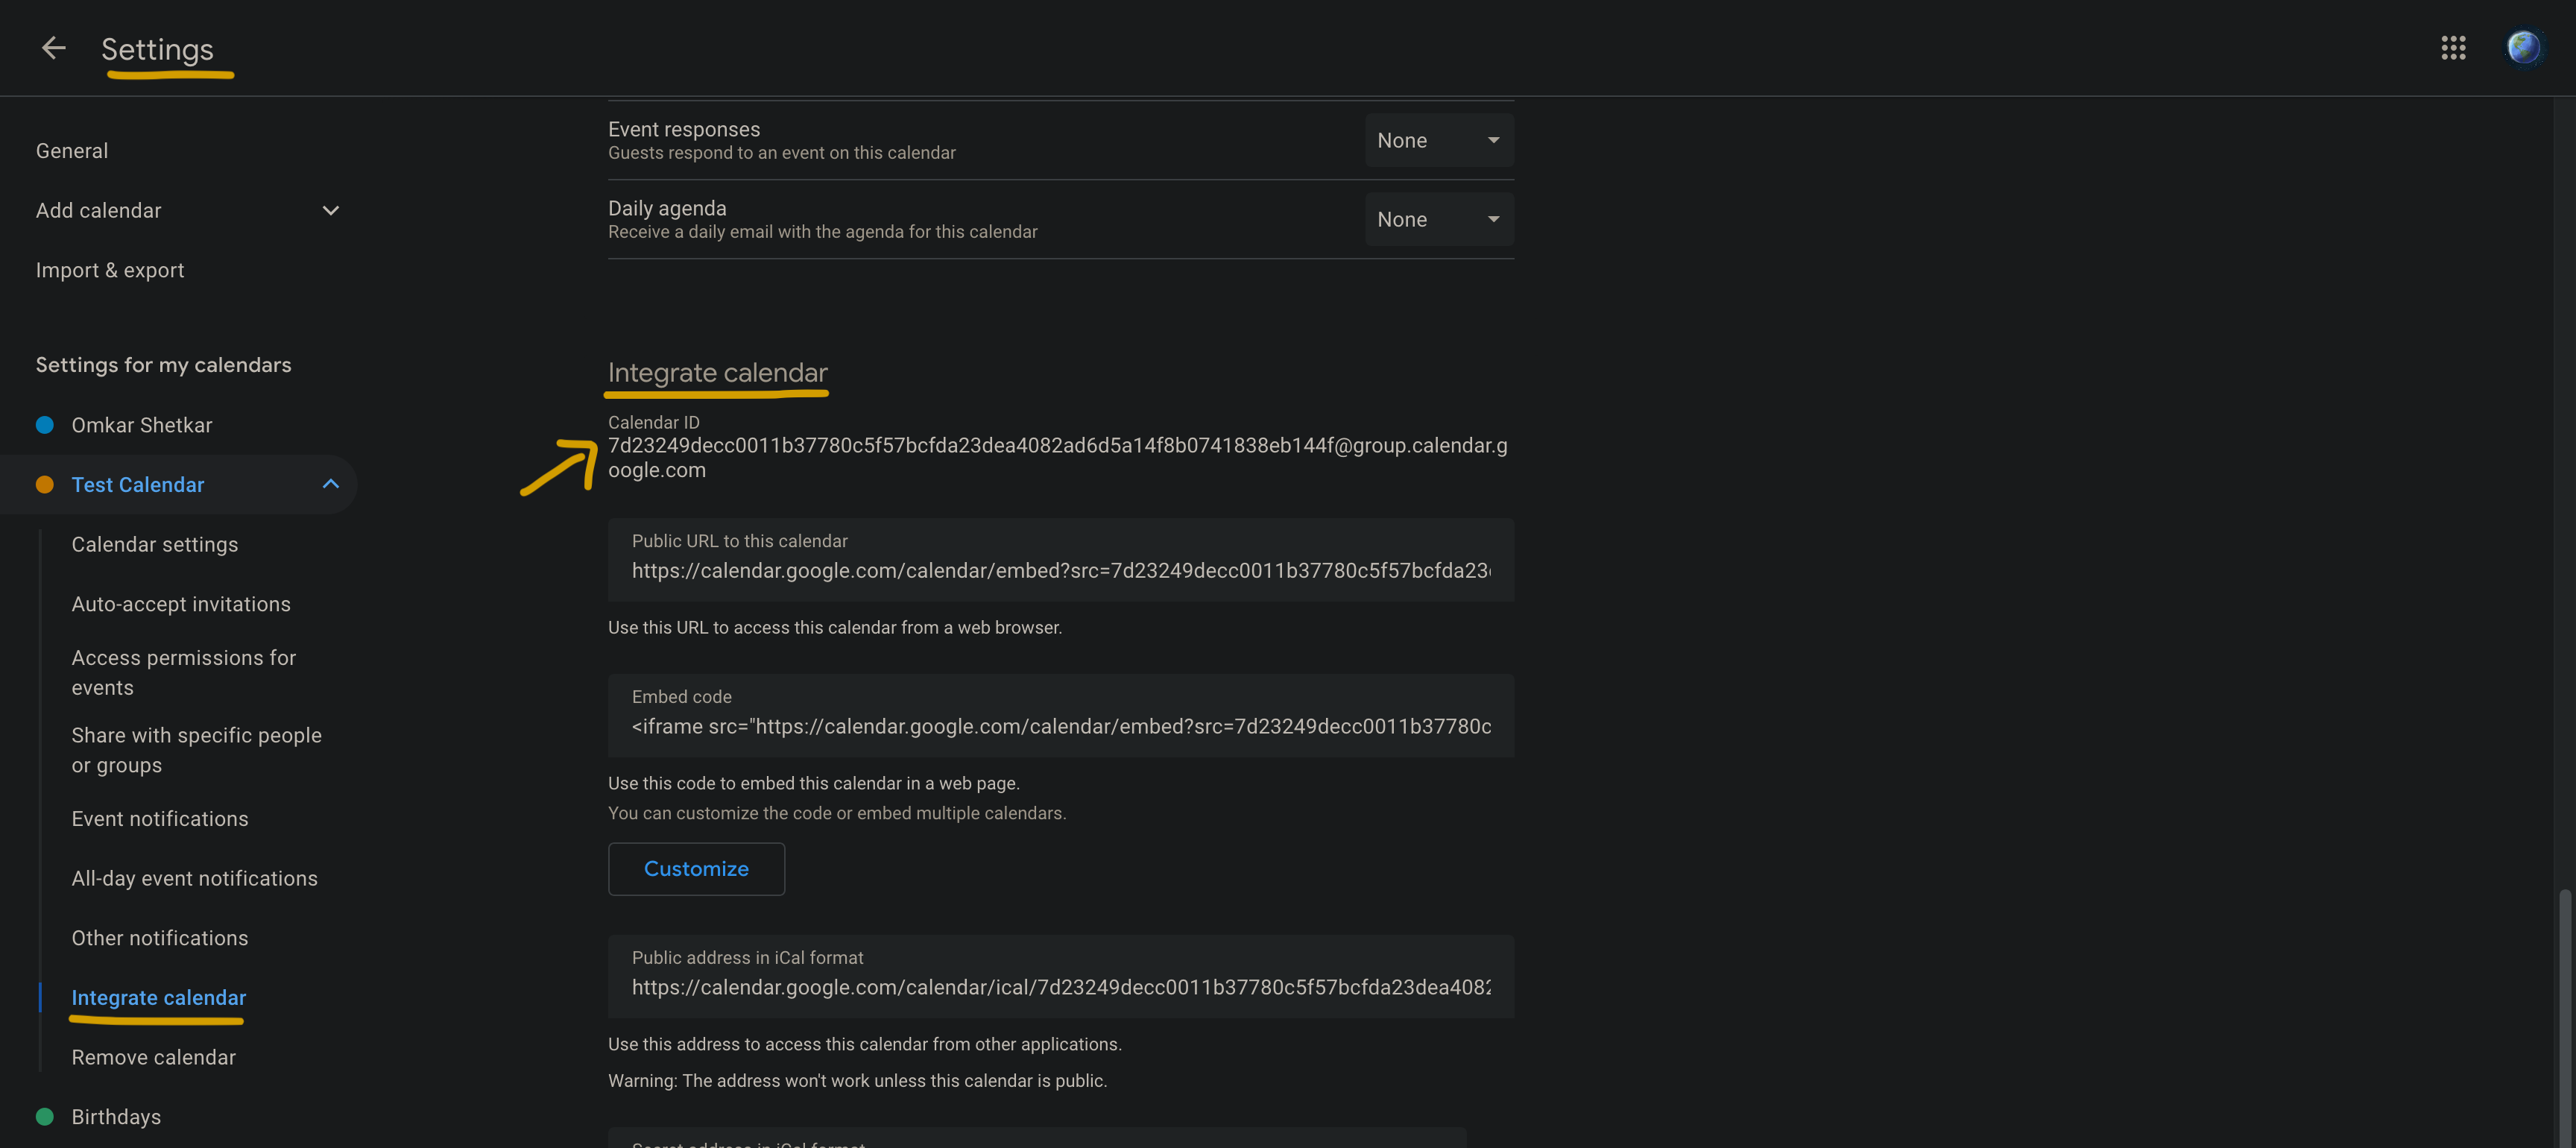 Settings
General
Add calendar
Import & export
Settings for my calendars
Omkar Shetkar
Test Calendar
Calendar settings
Auto-accept invitations
Access permissions for
events
Share with specific people
or groups
Event notifications
All-day event notifications
Other notifications
Integrate calendar
Remove calendar
Birthdays
Event responses
Guests respond to an event on this calendar
None
Daily agenda
Receive a daily email with the agenda for this calendar
None
Integrate calendar
Calendar ID
7d23249decc0011b37780c5f57bcfda23dea4082ad6d5a14f8b0741838eb144f@group.calendar.g
oogle.com
Public URL to this calendar
https://calendar.google.com/calendar/embed?src=7d23249decc0011b37780c5f57bcfda23
Use this URL to access this calendar from a web browser.
Embed code
<iframe src="https://calendar.google.com/calendar/embed?src=7d23249decc0011b37780c
Use this code to embed this calendar in a web page.
You can customize the code or embed multiple calendars.
Customize
Public address in iCal format
https://calendar.google.com/calendar/ical/7d23249decc0011b37780c5f57bcfda23dea4082
Use this address to access this calendar from other applications.
Warning: The address won't work unless this calendar is public.
Secret address in iCal format